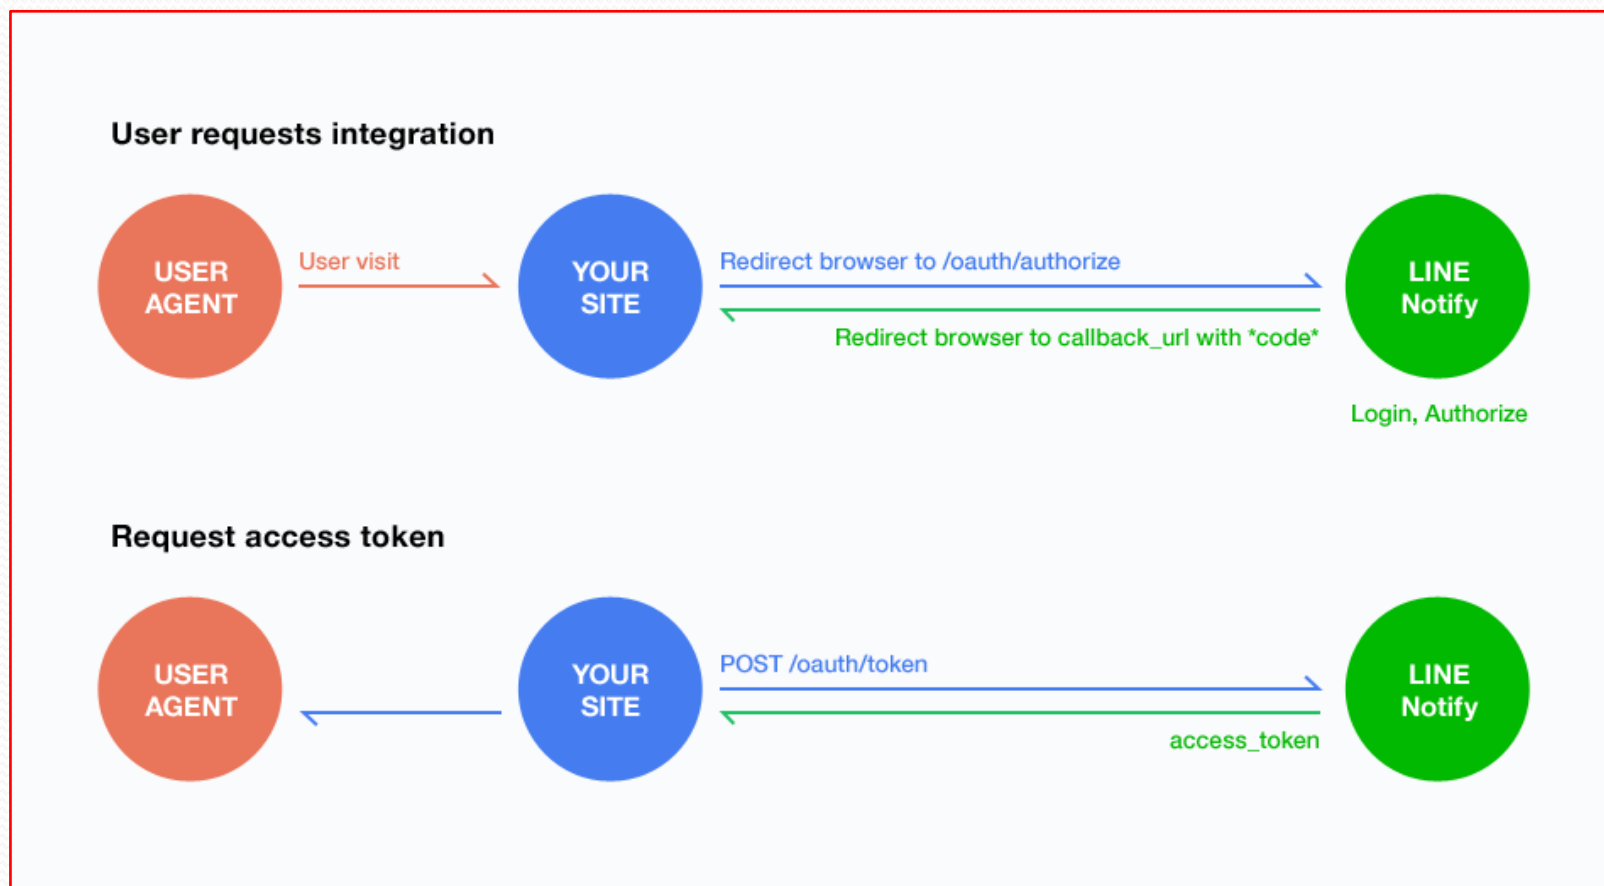 User requests integration
USER
AGENT
User visit
YOUR
SITE
Redirect browser to /oauth/authorize
Redirect browser to callback_url with *code*
LINE
Notify
Login, Authorize
Request access token
USER
AGENT
YOUR
SITE
POST /oauth/token
access_token
LINE
Notify